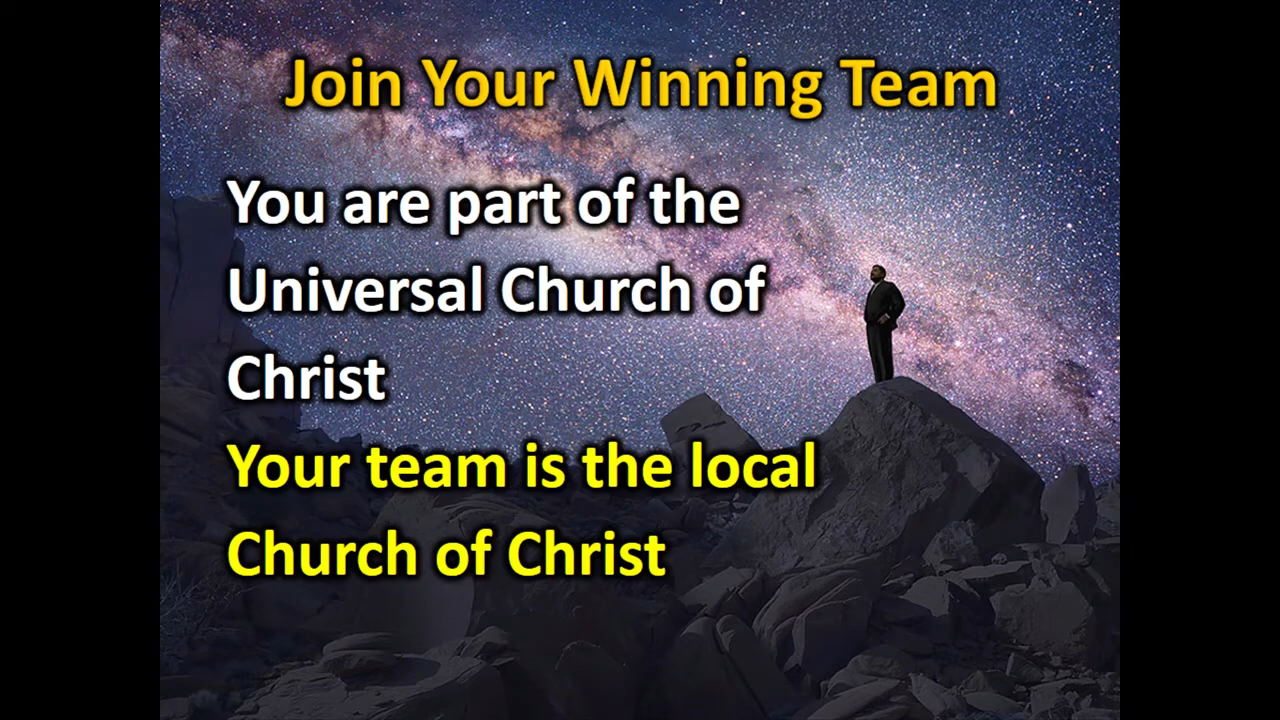 Join Your Winning Team
You are part of the
Universal Church of
Christ
Your team is the local
Church of Christ